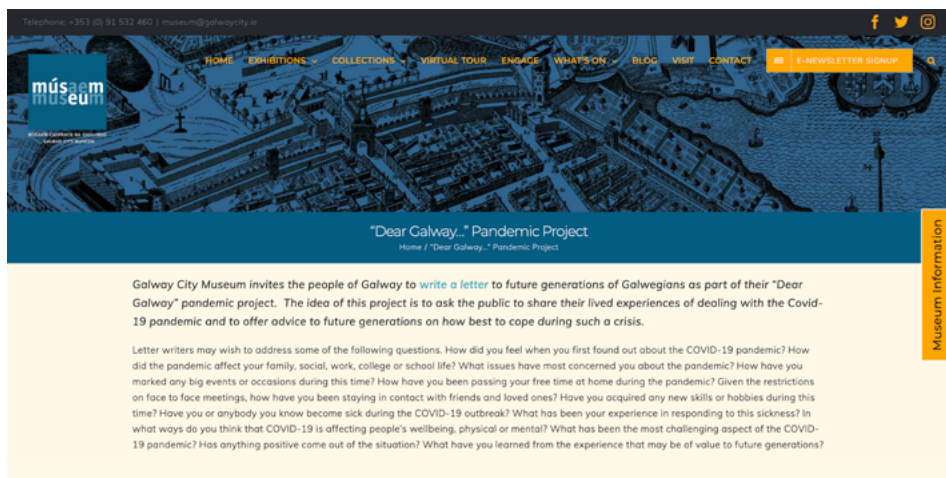 Telephone: +353 (0) 91 532 460 | museum@galwaycity.ie
HOME EXHIBITIONS COLLECTIONS VIRTUAL TOUR ENGAGE WHAT'S ON BLOG VISIT CONTACT E-NEWSLETTER SIGNUP
músaem
museum
GALWAY CITY MUSEUM
"Dear Galway..." Pandemic Project
Home / "Dear Galway..." Pandemic Project
Museum Information
Galway City Museum invites the people of Galway to write a letter to future generations of Galwegians as part of their "Dear
Galway" pandemic project. The idea of this project is to ask the public to share their lived experiences of dealing with the Covid-
19 pandemic and to offer advice to future generations on how best to cope during such a crisis.
Letter writers may wish to address some of the following questions. How did you feel when you first found out about the COVID-19 pandemic? How
did the pandemic affect your family, social, work, college or school life? What issues have most concerned you about the pandemic? How have you
marked any big events or occasions during this time? How have you been passing your free time at home during the pandemic? Given the restrictions
on face to face meetings, how have you been staying in contact with friends and loved ones? Have you acquired any new skills or hobbies during this
time? Have you or anybody you know become sick during the COVID-19 outbreak? What has been your experience in responding to this sickness? In
what ways do you think that COVID-19 is affecting people's wellbeing, physical or mental? What has been the most challenging aspect of the COVID-
19 pandemic? Has anything positive come out of the situation? What have you learned from the experience that may be of value to future generations?